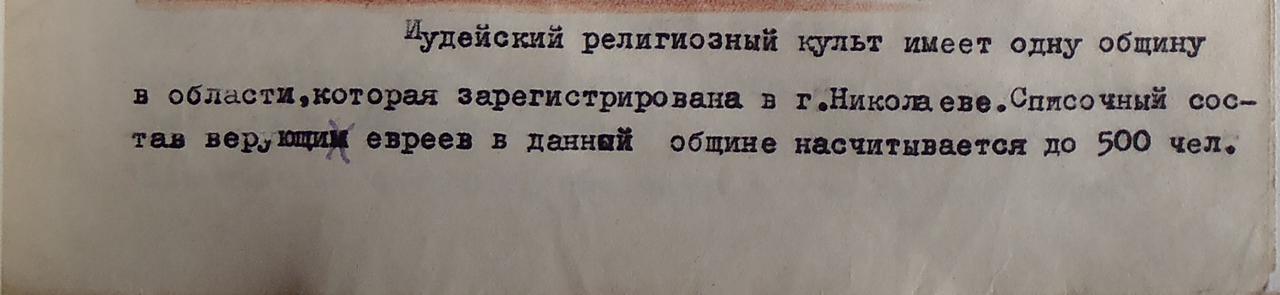 Иудейский религиозный культ имеет одну общину
в области,которая зарегистрирована в г.Николаеве.Списочный сос-
тав верующих евреев в данный общине насчитывается до 500 чел.